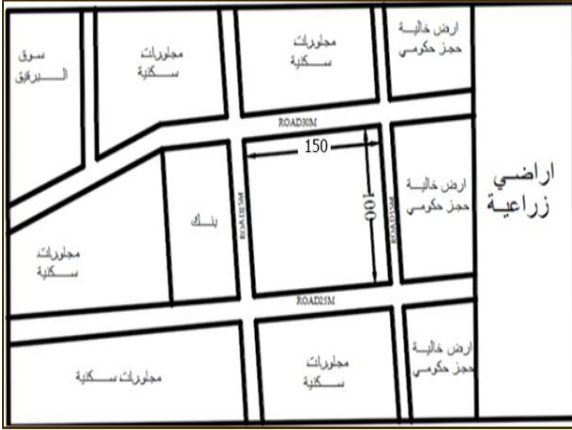 سوق
البرقيق
مجاورات
سكنية
مجاورات
سكنية
ارض خالية
حجز حكومي
ROAD30M
150
100
بنك
ارض خالية
حجز حكومي
اراضي
زراعية
مجاورات
سكنية
ROAD25M
مجاورات سكنية
مجاورات
سكنية
ارض خالية
حجز حكومي